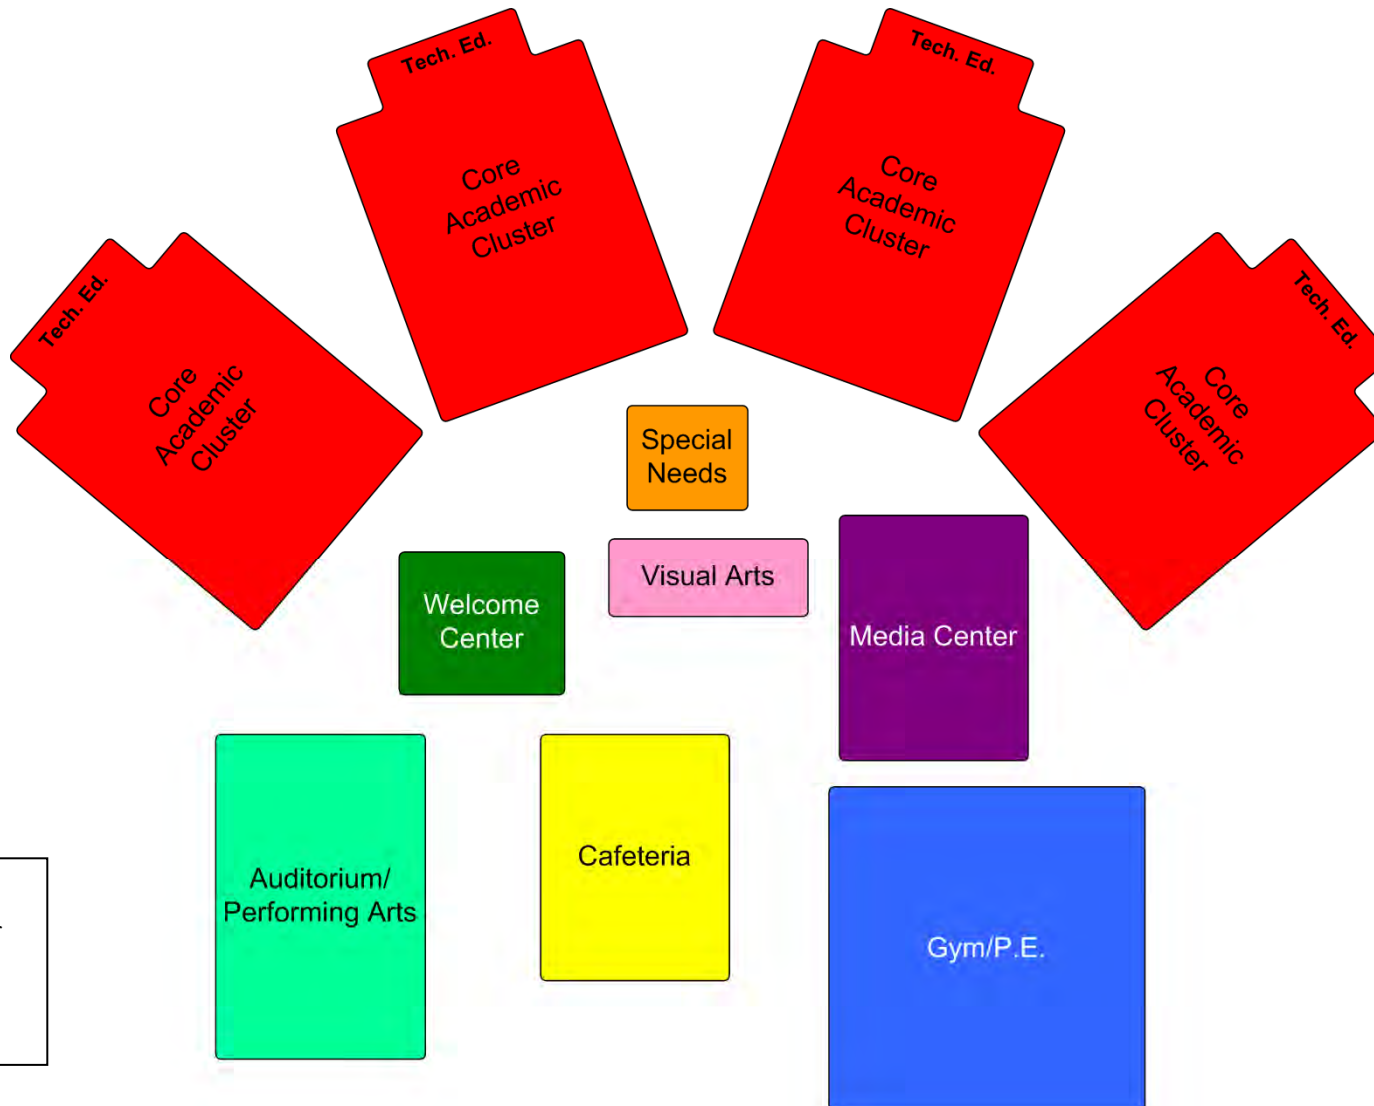 Tech. Ed.
Core
Academic
Cluster
Tech. Ed.
Core
Academic
Cluster
Tech. Ed.
Core
Academic
Cluster
Tech. Ed.
Core
Academic
Cluster
Special
Needs
Visual Arts
Welcome
Center
Media Center
Auditorium/
Performing Arts
Cafeteria
Gym/P.E.